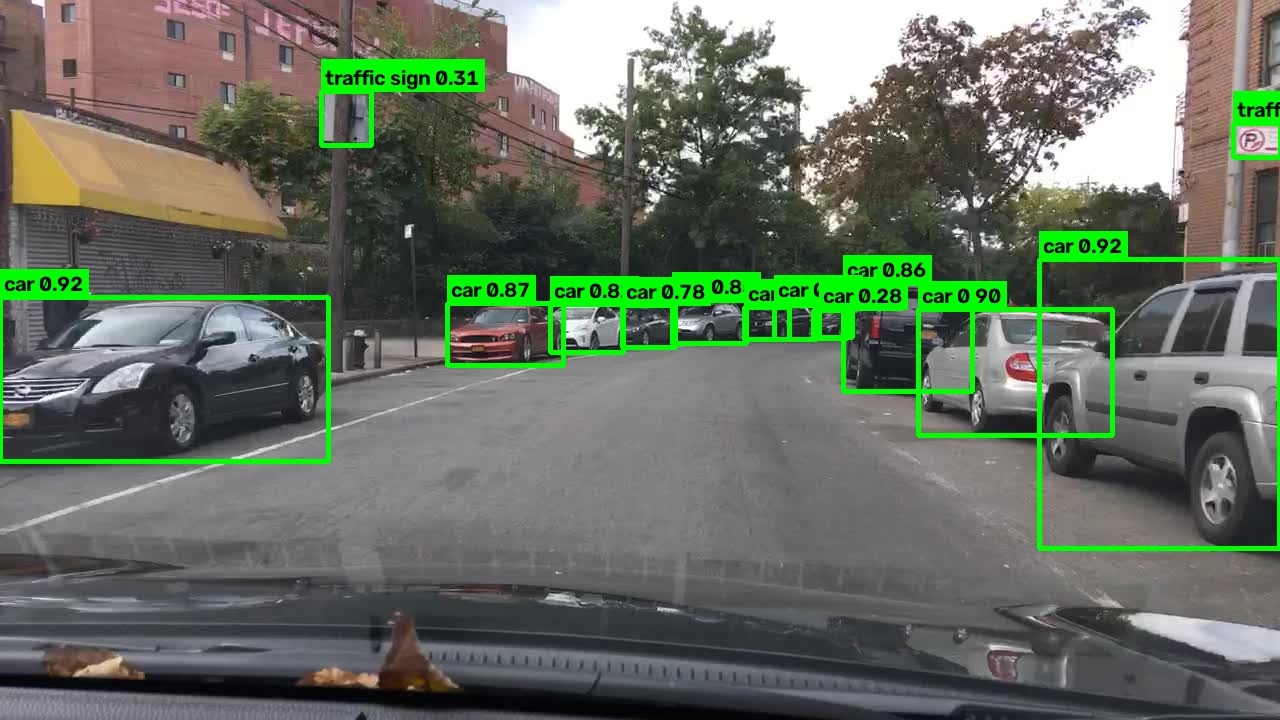 traffic sign 0.31
traff
car 0.92
car 0.86
car 0.92
car 0.87
car 0.8
car 0.78
0.8
car
car 0.28
car 0 90